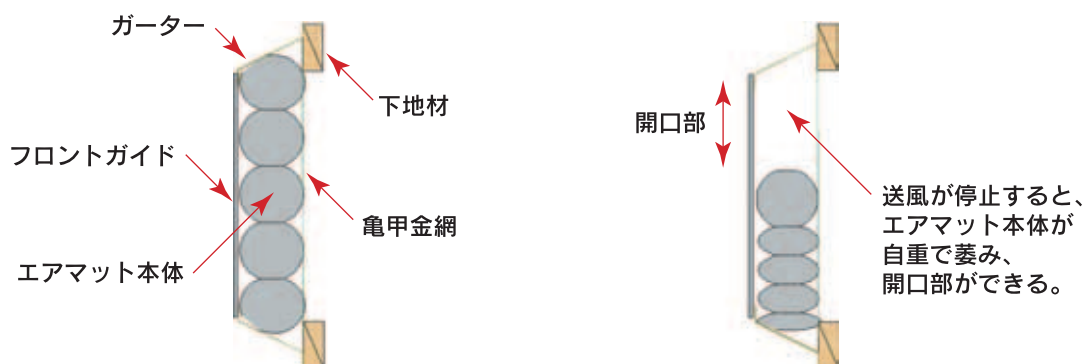 ガーター
下地材
フロントガイド
亀甲金網
エアマット本体
開口部
送風が停止すると、
エアマット本体が
自重で萎み、
開口部ができる。